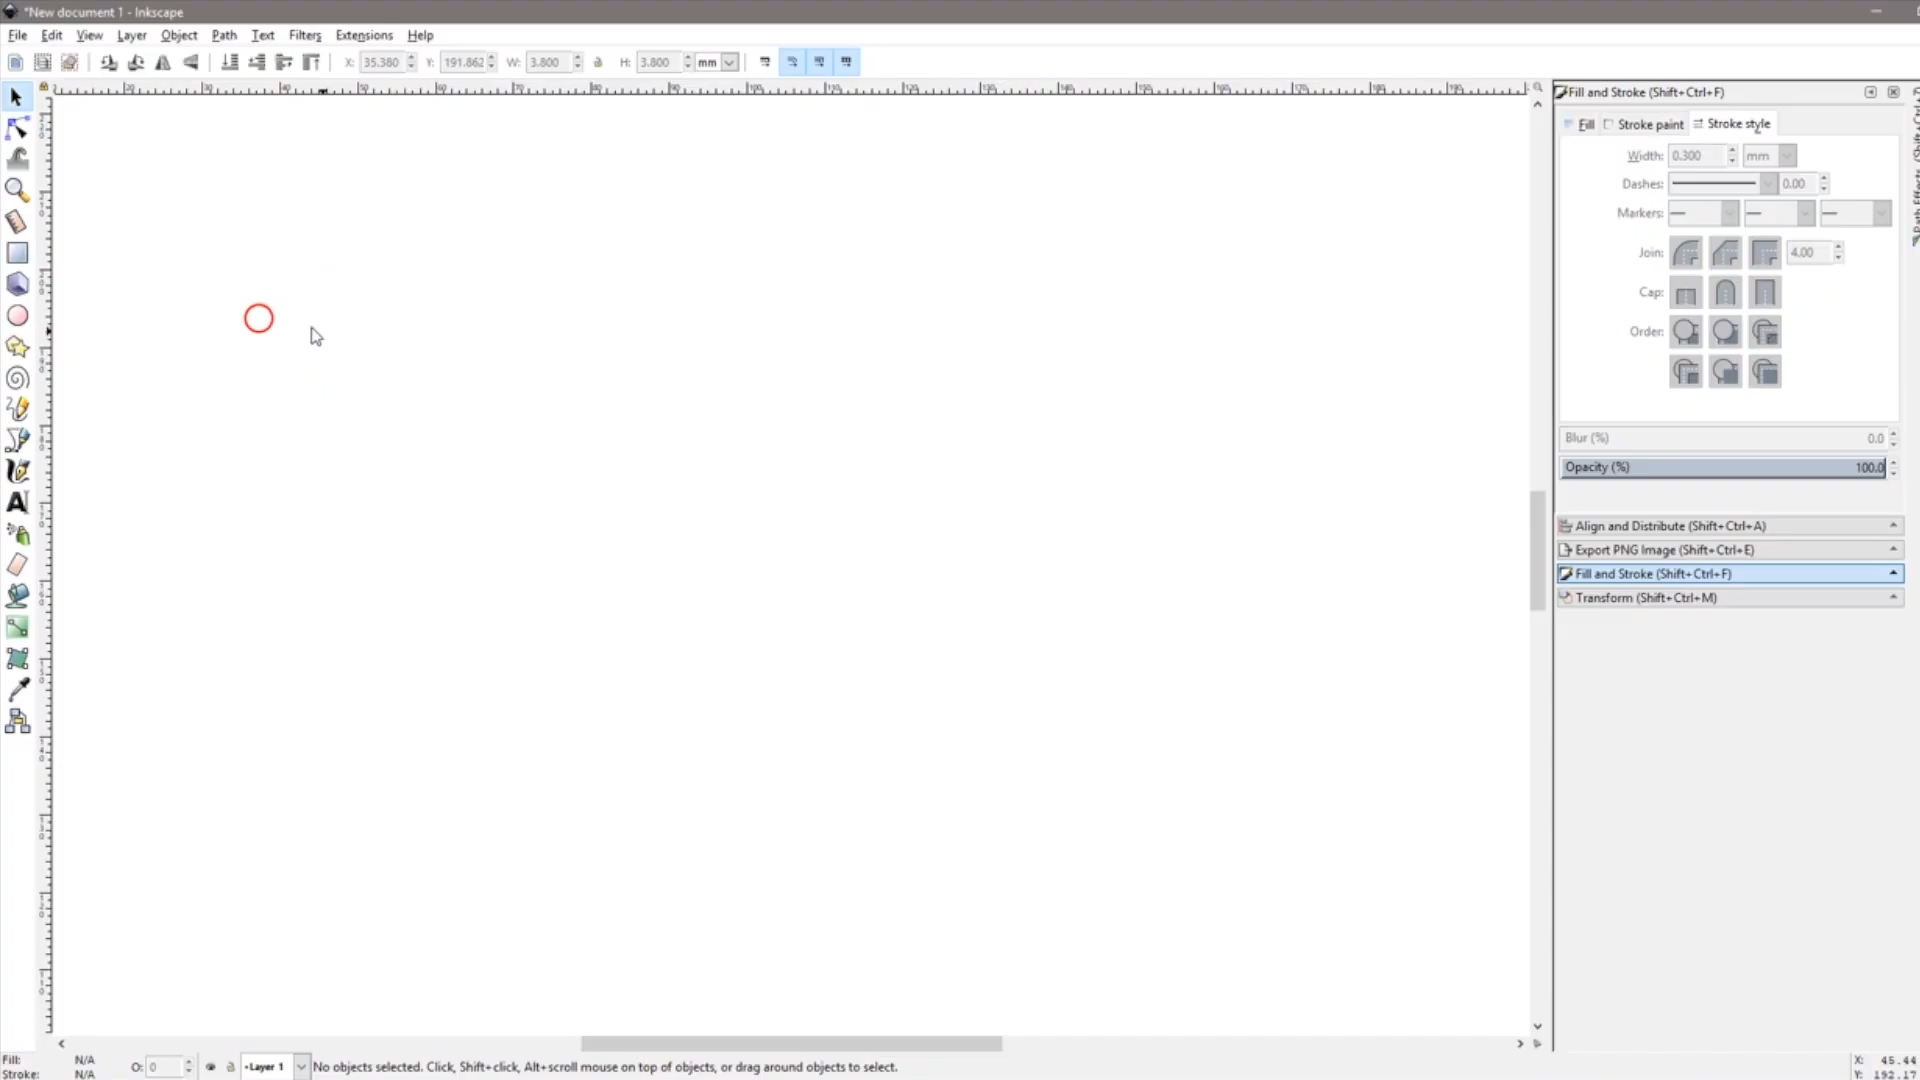 *New document 1 - Inkscape
File Edit View Layer Object Path Text Filters Extensions Help
X: 35.380 Y: 191.862 W: 3.800 H: 3.800 mm
Fill and Stroke (Shift+Ctrl+F)
Fill Stroke paint Stroke style
Width: 0.300 mm
Dashes: 0.00
Markers:
Join: 4.00
Cap:
Order:
Blur (%) 0.0
Opacity (%) 100.0
Align and Distribute (Shift+Ctrl+A)
Export PNG Image (Shift+Ctrl+E)
Fill and Stroke (Shift+Ctrl+F)
Transform (Shift+Ctrl+M)
Fill: N/A
Stroke: N/A
O: 0
•Layer 1
No objects selected. Click, Shift+click, Alt+scroll mouse on top of objects, or drag around objects to select.
X: 45.44
Y: 192.17